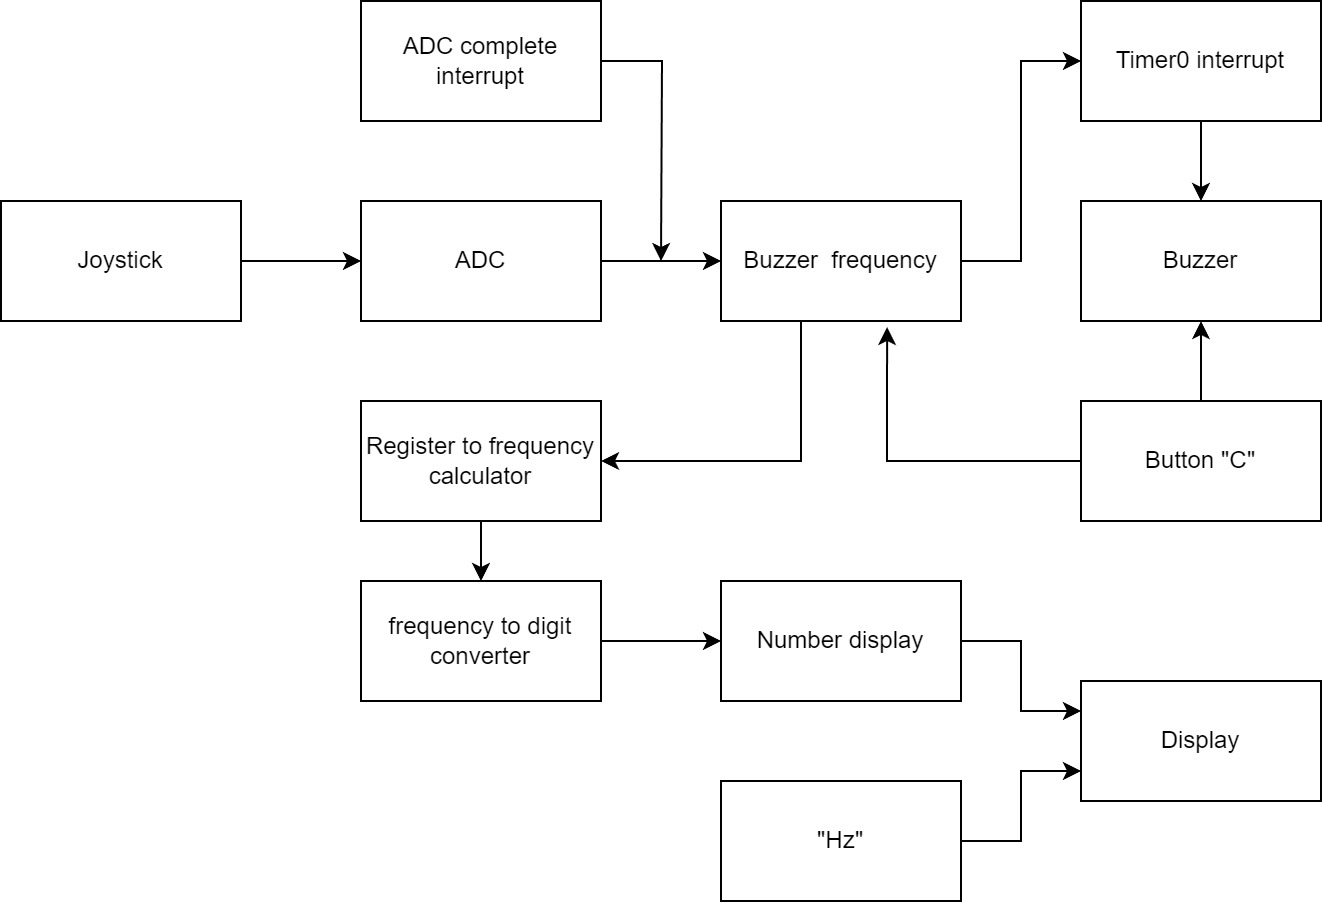 ADC complete
interrupt
Timer0 interrupt
Joystick
ADC
Buzzer  frequency
Buzzer
Register to frequency
calculator
Button "C"
frequency to digit
converter
Number display
Display
"Hz"